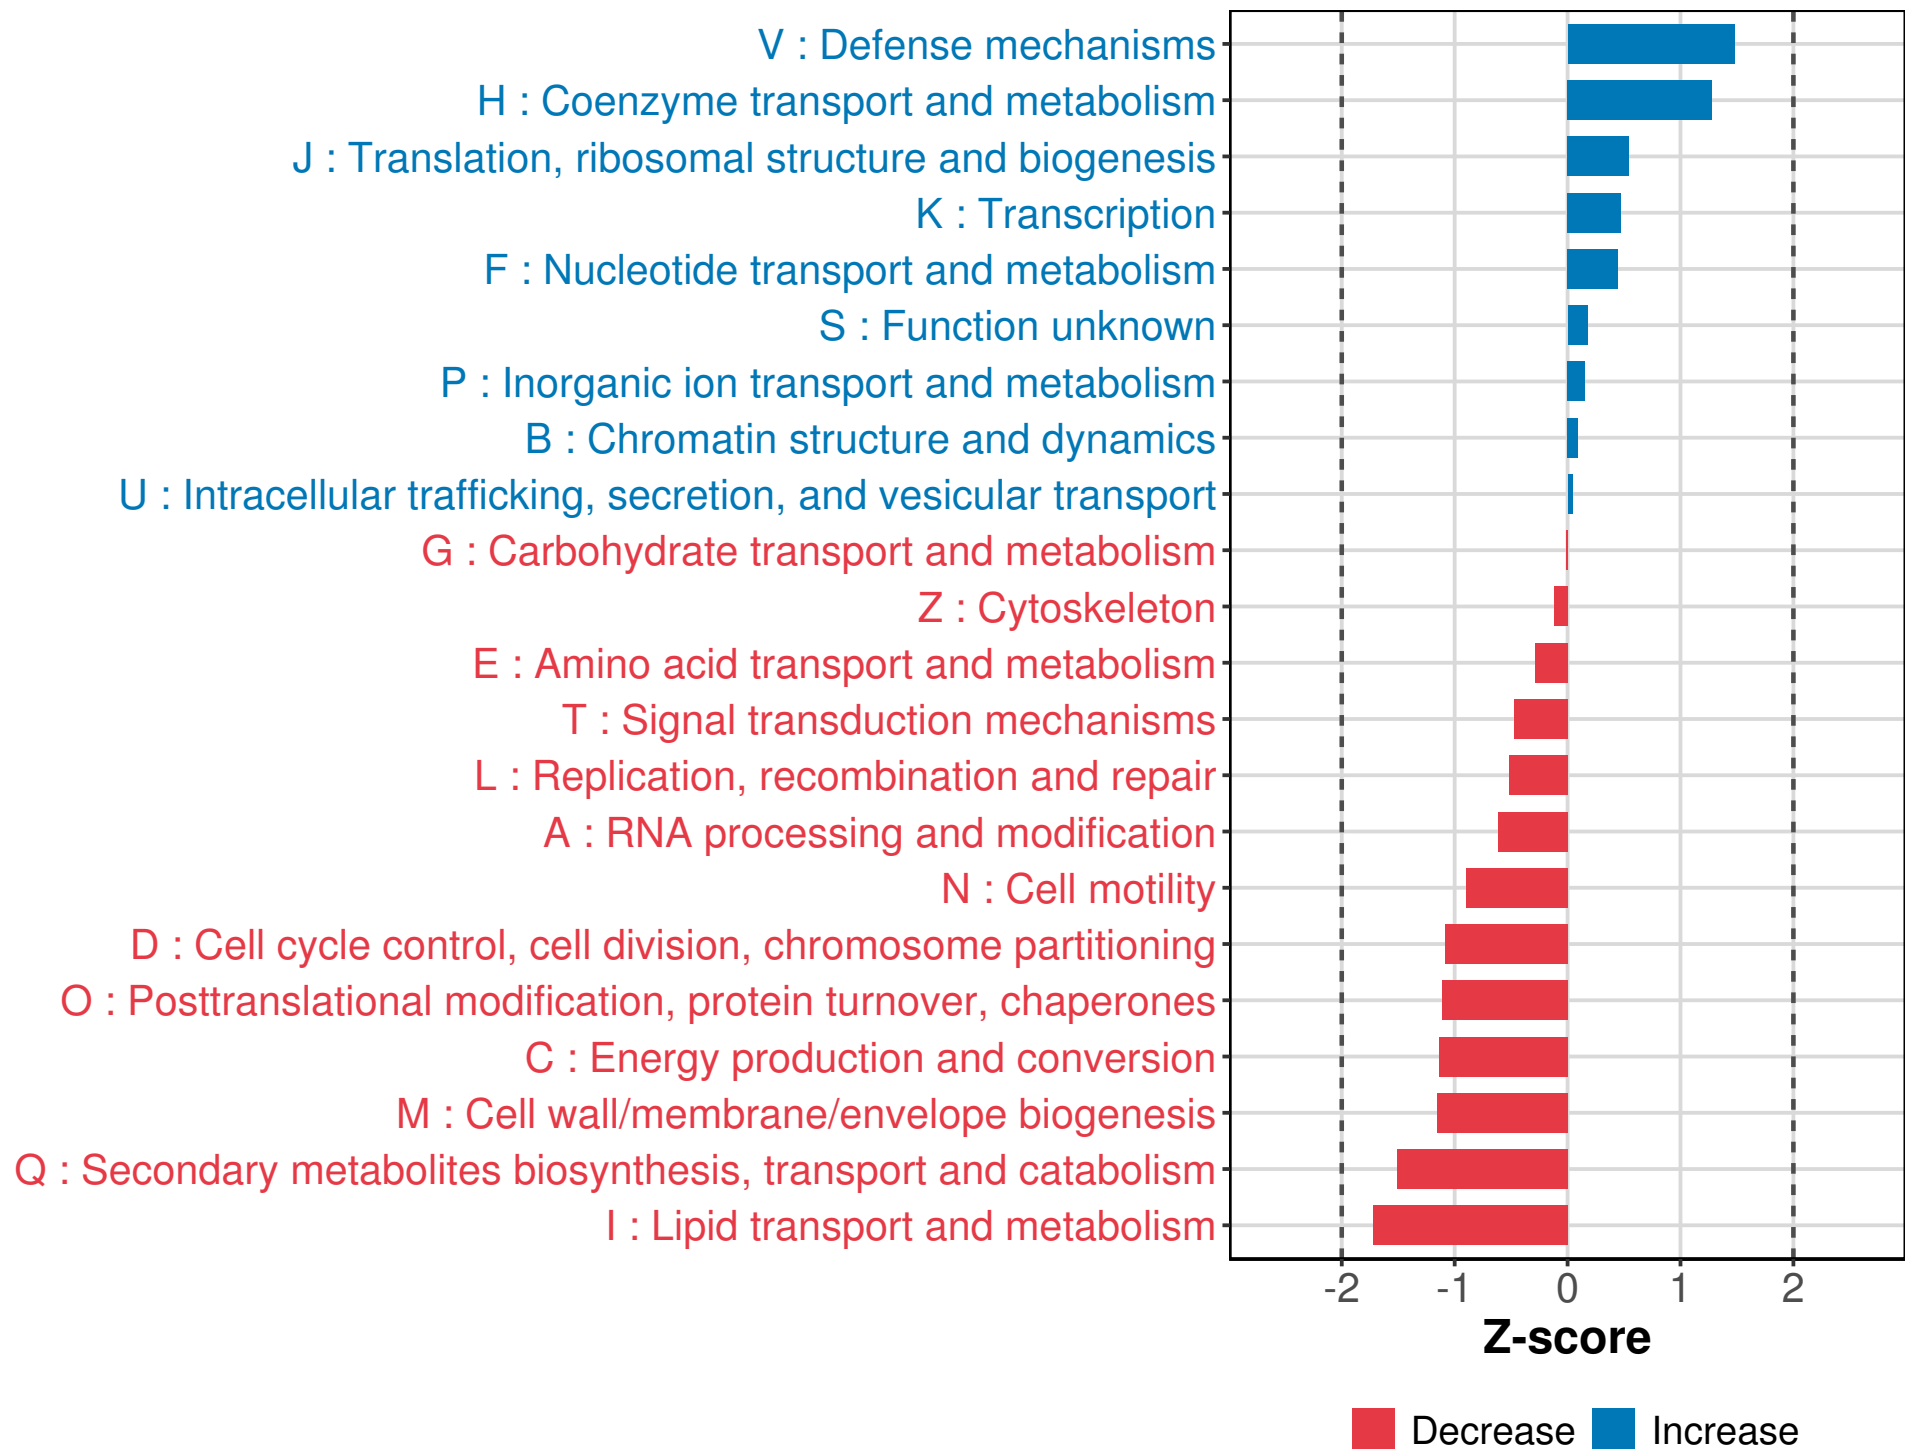 V : Defense mechanisms
H : Coenzyme transport and metabolism
J : Translation, ribosomal structure and biogenesis
K : Transcription
F : Nucleotide transport and metabolism
S : Function unknown
P : Inorganic ion transport and metabolism
B : Chromatin structure and dynamics
U : Intracellular trafficking, secretion, and vesicular transport
G : Carbohydrate transport and metabolism
Z : Cytoskeleton
E : Amino acid transport and metabolism
T : Signal transduction mechanisms
L : Replication, recombination and repair
A : RNA processing and modification
N : Cell motility
D : Cell cycle control, cell division, chromosome partitioning
O : Posttranslational modification, protein turnover, chaperones
C : Energy production and conversion
M : Cell wall/membrane/envelope biogenesis
Q : Secondary metabolites biosynthesis, transport and catabolism
I : Lipid transport and metabolism
-2 -1 0 1 2
Z-score
Decrease Increase